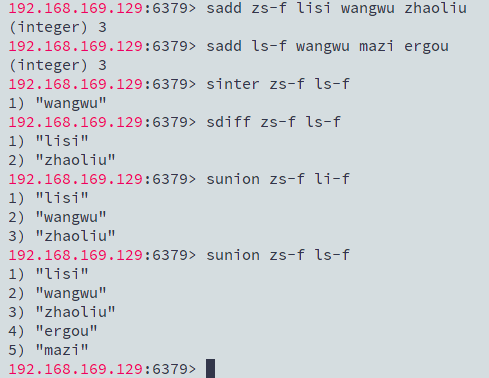 192.168.169.129:6379> sadd zs-f lisi wangwu zhaoliu
(integer) 3
192.168.169.129:6379> sadd ls-f wangwu mazi ergou
(integer) 3
192.168.169.129:6379> sinter zs-f ls-f
1) "wangwu"
192.168.169.129:6379> sdiff zs-f ls-f
1) "lisi"
2) "zhaoliu"
192.168.169.129:6379> sunion zs-f li-f
1) "lisi"
2) "wangwu"
3) "zhaoliu"
192.168.169.129:6379> sunion zs-f ls-f
1) "lisi"
2) "wangwu"
3) "zhaoliu"
4) "ergou"
5) "mazi"
192.168.169.129:6379>